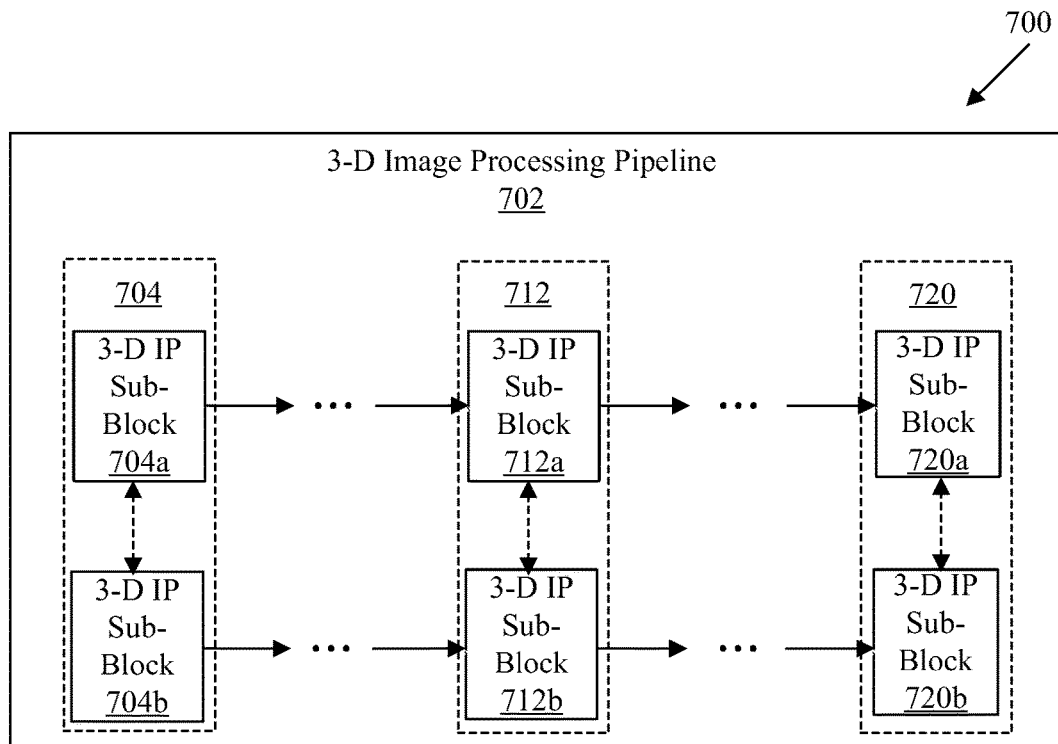 700
3-D Image Processing Pipeline
702
704
712
720
3-D IP
Sub-
Block
704a
3-D IP
Sub-
Block
712a
3-D IP
Sub-
Block
720a
3-D IP
Sub-
Block
704b
3-D IP
Sub-
Block
712b
3-D IP
Sub-
Block
720b